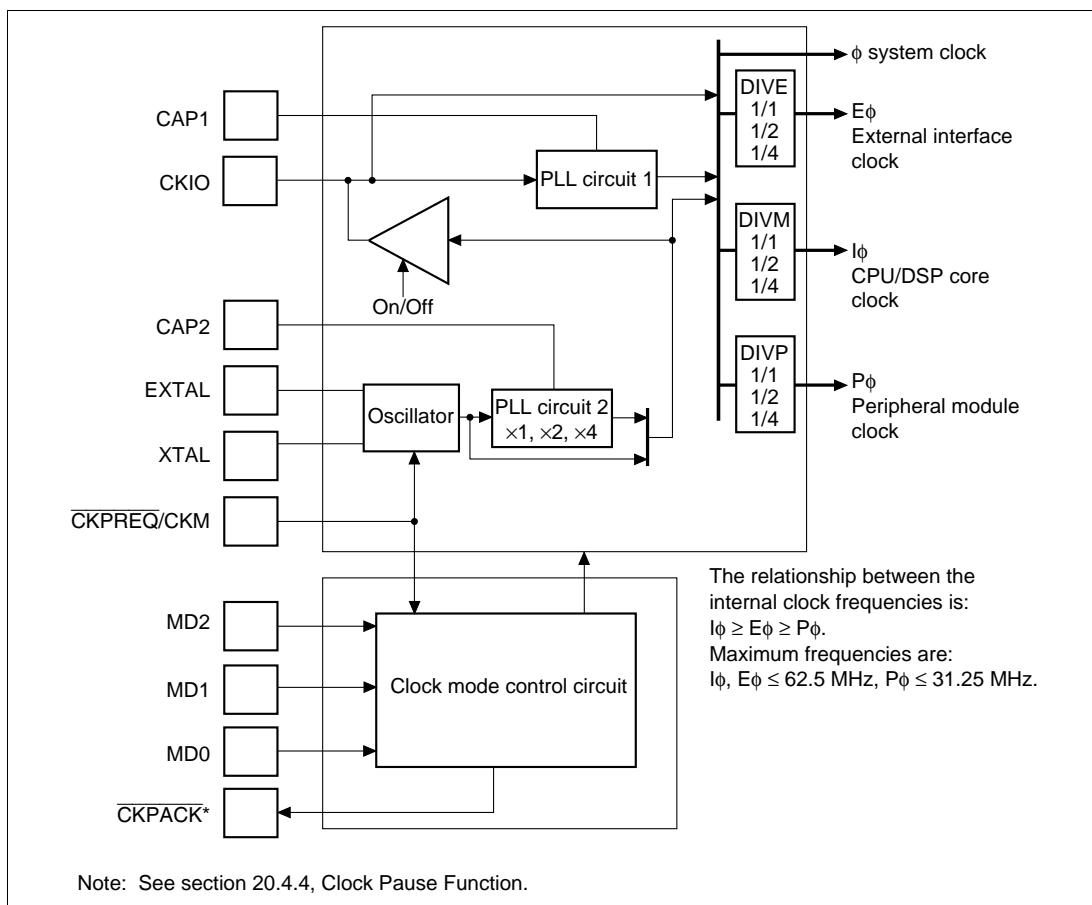 CAP1
CKIO
CAP2
EXTAL
XTAL
CKPREQ/CKM
MD2
MD1
MD0
CKPACK*
PLL circuit 1
On/Off
Oscillator
PLL circuit 2
×1, ×2, ×4
Clock mode control circuit
DIVE
1/1
1/2
1/4
DIVM
1/1
1/2
1/4
DIVP
1/1
1/2
1/4
ϕ system clock
Eϕ
External interface
clock
Iϕ
CPU/DSP core
clock
Pϕ
Peripheral module
clock
The relationship between the
internal clock frequencies is:
Iϕ ≥ Eϕ ≥ Pϕ.
Maximum frequencies are:
Iϕ, Eϕ ≤ 62.5 MHz, Pϕ ≤ 31.25 MHz.
Note: See section 20.4.4, Clock Pause Function.